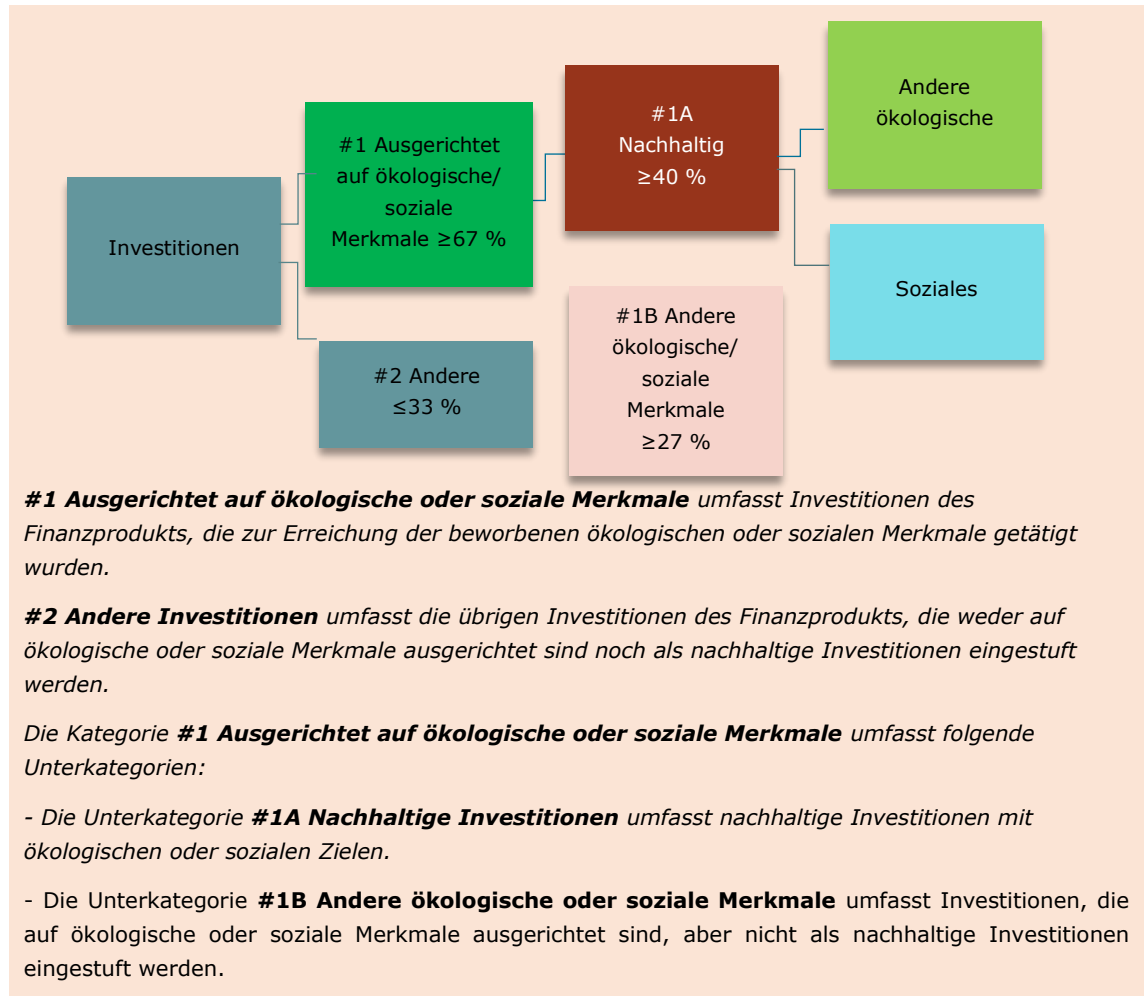 Investitionen
#1 Ausgerichtet
auf ökologische/
soziale
Merkmale ≥67 %
#2 Andere
≤33 %
#1A
Nachhaltig
≥40 %
#1B Andere
ökologische/
soziale
Merkmale
≥27 %
Andere
ökologische
Soziales
#1 Ausgerichtet auf ökologische oder soziale Merkmale umfasst Investitionen des
Finanzprodukts, die zur Erreichung der beworbenen ökologischen oder sozialen Merkmale getätigt
wurden.
#2 Andere Investitionen umfasst die übrigen Investitionen des Finanzprodukts, die weder auf
ökologische oder soziale Merkmale ausgerichtet sind noch als nachhaltige Investitionen eingestuft
werden.
Die Kategorie #1 Ausgerichtet auf ökologische oder soziale Merkmale umfasst folgende
Unterkategorien:
- Die Unterkategorie #1A Nachhaltige Investitionen umfasst nachhaltige Investitionen mit
ökologischen oder sozialen Zielen.
- Die Unterkategorie #1B Andere ökologische oder soziale Merkmale umfasst Investitionen, die
auf ökologische oder soziale Merkmale ausgerichtet sind, aber nicht als nachhaltige Investitionen
eingestuft werden.